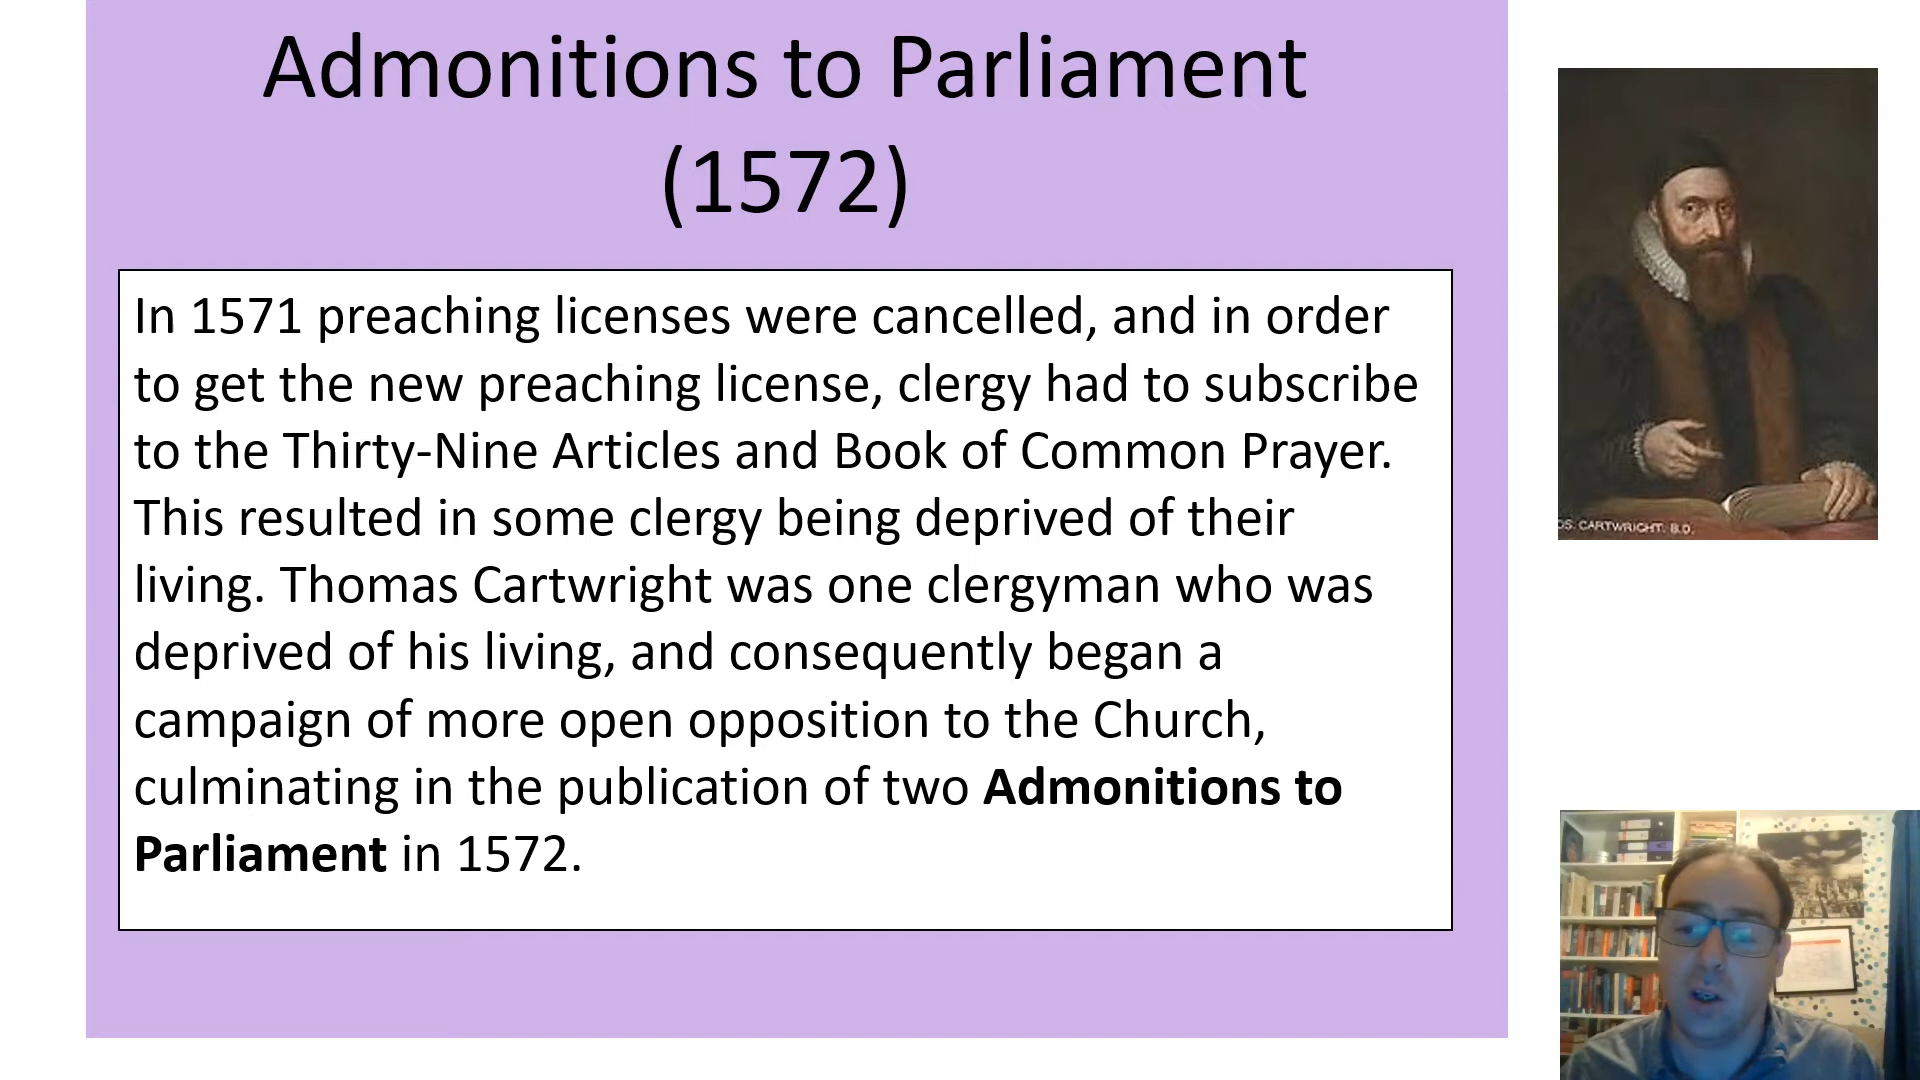 Admonitions to Parliament
(1572)
In 1571 preaching licenses were cancelled, and in order
to get the new preaching license, clergy had to subscribe
to the Thirty-Nine Articles and Book of Common Prayer.
This resulted in some clergy being deprived of their
living. Thomas Cartwright was one clergyman who was
deprived of his living, and consequently began a
campaign of more open opposition to the Church,
culminating in the publication of two Admonitions to
Parliament in 1572.
OS. CARTWRIGHT. B.D.